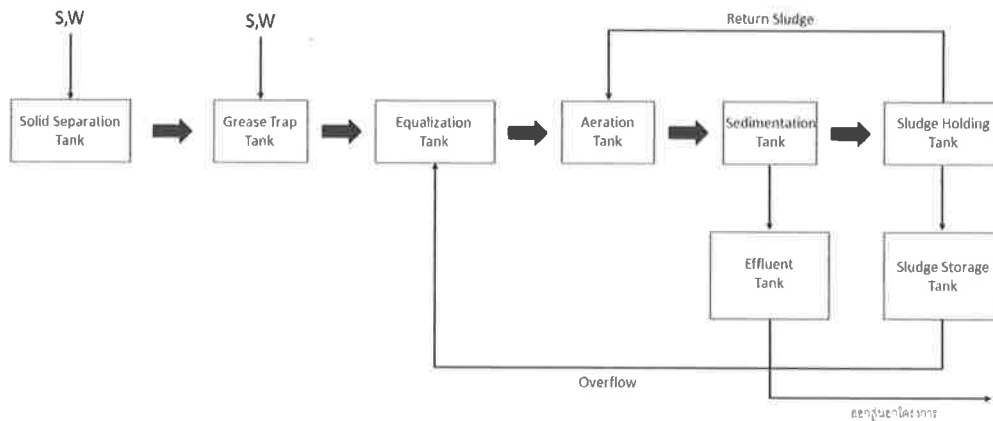 S,W
S,W
Return Sludge
Solid Separation
Tank
Grease Trap
Tank
Equalization
Tank
Aeration
Tank
Sedimentation
Tank
Sludge Holding
Tank
Effluent
Tank
Sludge Storage
Tank
Overflow